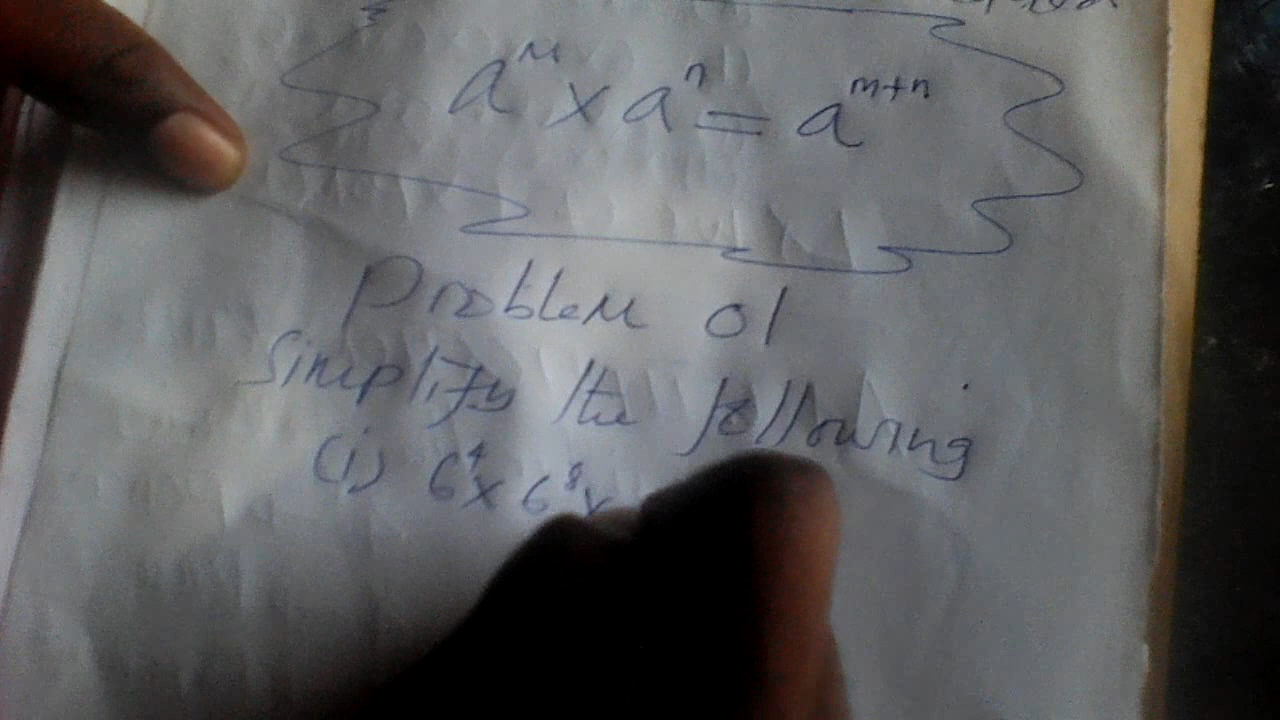 a^m × a^n = a^{m+n}
Problem 01
Simplify the following
(i) 6^4 × 6^8 ×